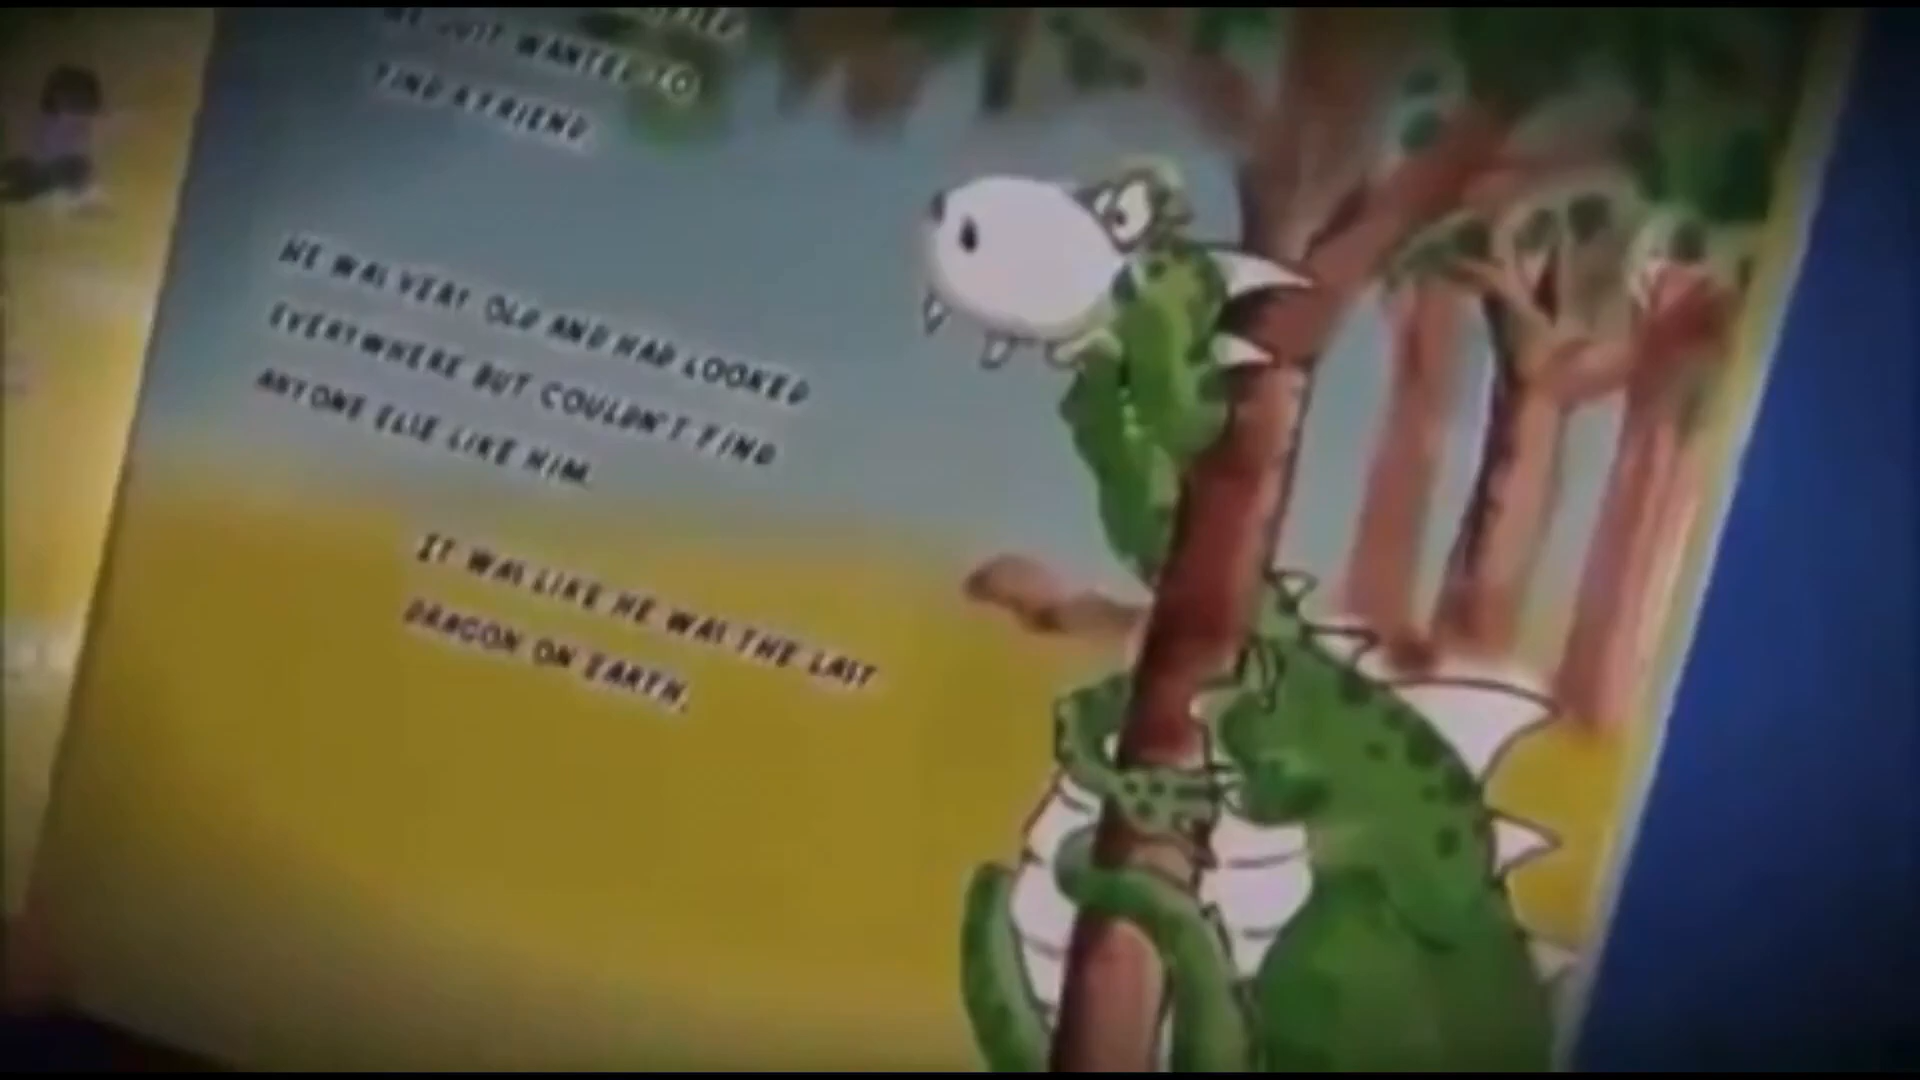 HE JUST WANTED TO
FIND A FRIEND.
HE WAS VERY OLD AND HAD LOOKED
EVERYWHERE BUT COULDN'T FIND
ANYONE ELSE LIKE HIM.
IT WAS LIKE HE WAS THE LAST
DRAGON ON EARTH.